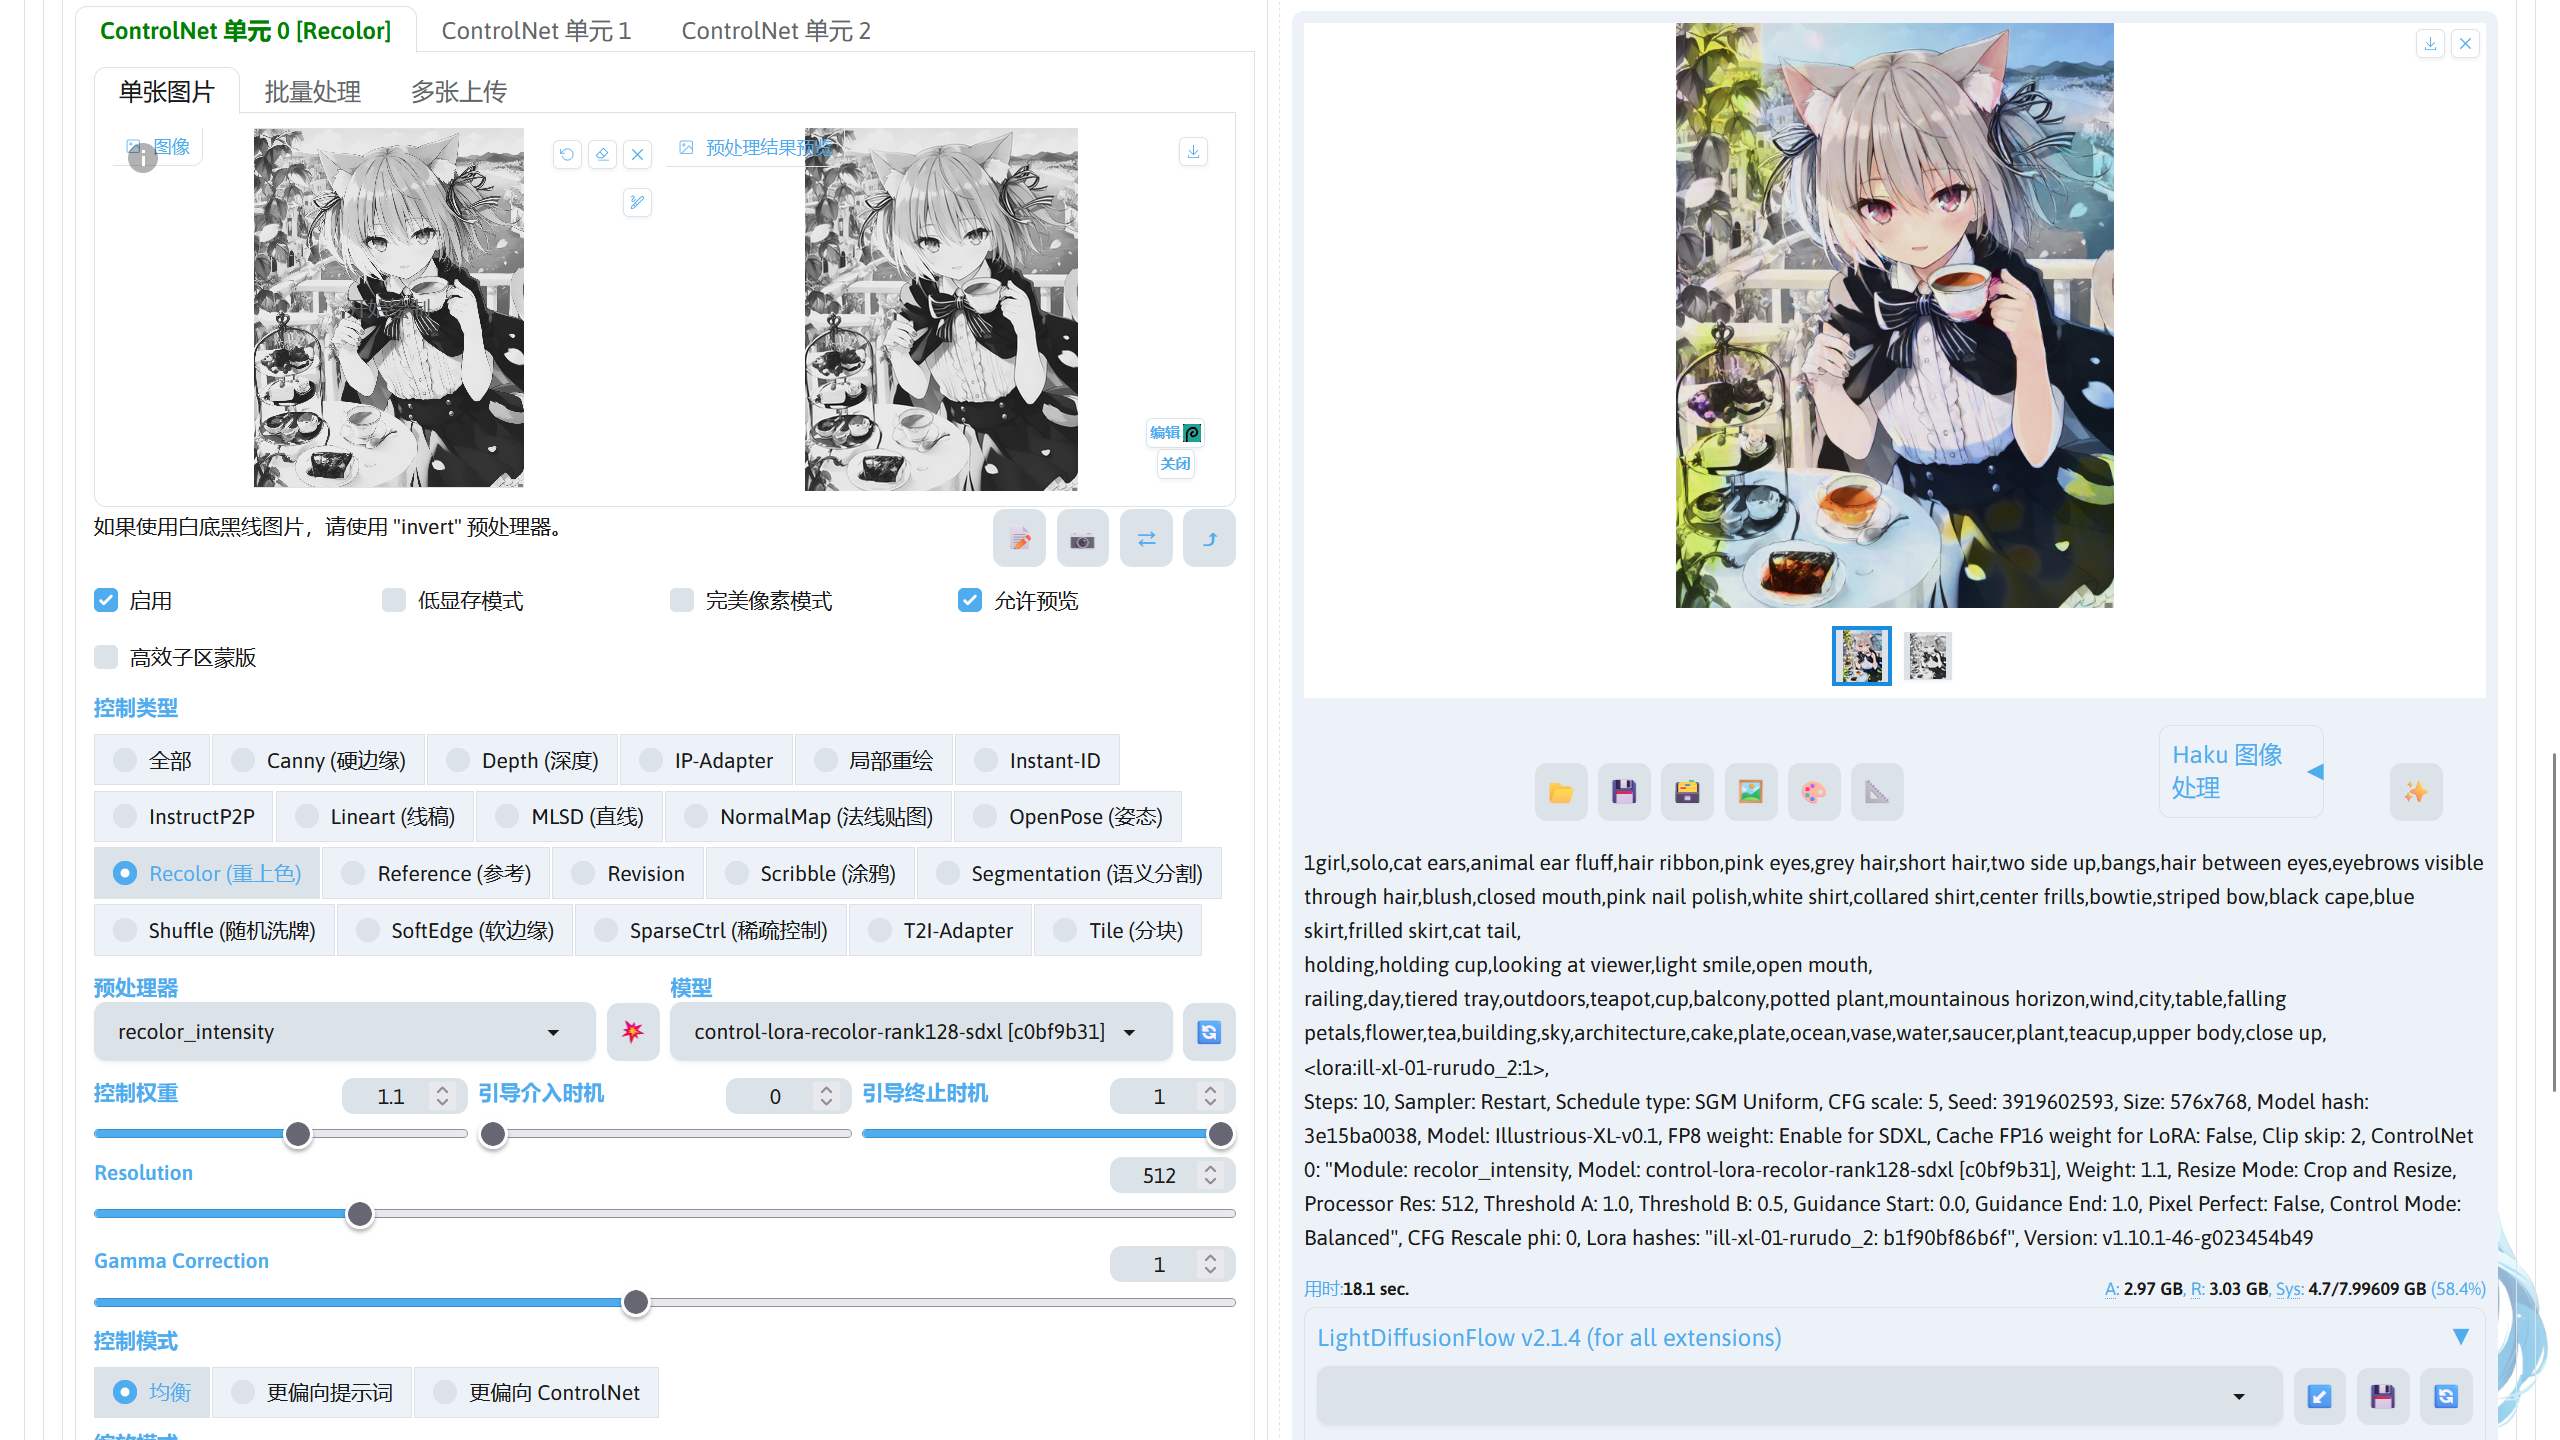 ControlNet 单元 0 [Recolor]
ControlNet 单元 1
ControlNet 单元 2
单张图片
批量处理
多张上传
图像
预处理结果预览
编辑
关闭
如果使用白底黑线图片，请使用 "invert" 预处理器。
启用
低显存模式
完美像素模式
允许预览
高效子区蒙版
控制类型
全部
Canny (硬边缘)
Depth (深度)
IP-Adapter
局部重绘
Instant-ID
InstructP2P
Lineart (线稿)
MLSD (直线)
NormalMap (法线贴图)
OpenPose (姿态)
Recolor (重上色)
Reference (参考)
Revision
Scribble (涂鸦)
Segmentation (语义分割)
Shuffle (随机洗牌)
SoftEdge (软边缘)
SparseCtrl (稀疏控制)
T2I-Adapter
Tile (分块)
预处理器
recolor_intensity
模型
control-lora-recolor-rank128-sdxl [c0bf9b31]
控制权重
1.1
引导介入时机
0
引导终止时机
1
Resolution
512
Gamma Correction
1
控制模式
均衡
更偏向提示词
更偏向 ControlNet
Haku 图像
处理
1girl,solo,cat ears,animal ear fluff,hair ribbon,pink eyes,grey hair,short hair,two side up,bangs,hair between eyes,eyebrows visible
through hair,blush,closed mouth,pink nail polish,white shirt,collared shirt,center frills,bowtie,striped bow,black cape,blue
skirt,frilled skirt,cat tail,
holding,holding cup,looking at viewer,light smile,open mouth,
railing,day,tiered tray,outdoors,teapot,cup,balcony,potted plant,mountainous horizon,wind,city,table,falling
petals,flower,tea,building,sky,architecture,cake,plate,ocean,vase,water,saucer,plant,teacup,upper body,close up,
<lora:ill-xl-01-rurudo_2:1>,
Steps: 10, Sampler: Restart, Schedule type: SGM Uniform, CFG scale: 5, Seed: 3919602593, Size: 576x768, Model hash:
3e15ba0038, Model: Illustrious-XL-v0.1, FP8 weight: Enable for SDXL, Cache FP16 weight for LoRA: False, Clip skip: 2, ControlNet
0: "Module: recolor_intensity, Model: control-lora-recolor-rank128-sdxl [c0bf9b31], Weight: 1.1, Resize Mode: Crop and Resize,
Processor Res: 512, Threshold A: 1.0, Threshold B: 0.5, Guidance Start: 0.0, Guidance End: 1.0, Pixel Perfect: False, Control Mode:
Balanced", CFG Rescale phi: 0, Lora hashes: "ill-xl-01-rurudo_2: b1f90bf86b6f", Version: v1.10.1-46-g023454b49
用时:18.1 sec.
A: 2.97 GB, R: 3.03 GB, Sys: 4.7/7.99609 GB (58.4%)
LightDiffusionFlow v2.1.4 (for all extensions)